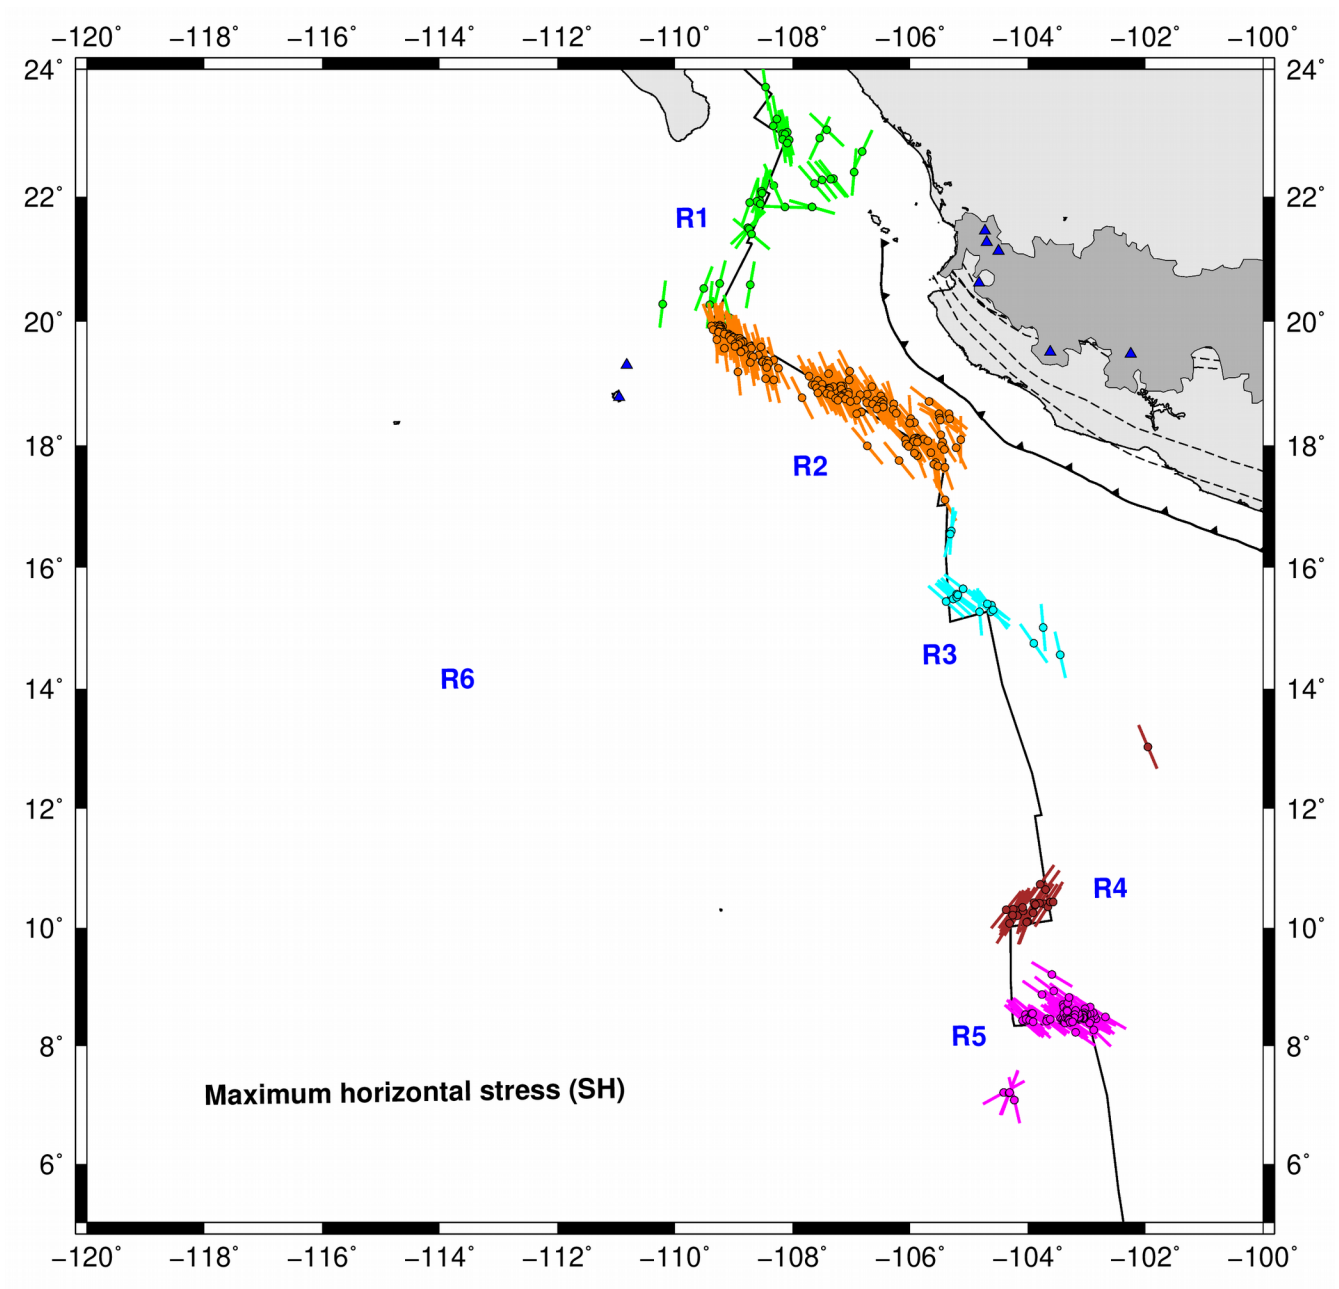 −120° −118° −116° −114° −112° −110° −108° −106° −104° −102° −100°
24° 24°
22° 22°
R1
20° 20°
18° 18°
R2
16° 16°
R3
R6
14° 14°
12° 12°
R4
10° 10°
R5
8° 8°
Maximum horizontal stress (SH)
6° 6°
−120° −118° −116° −114° −112° −110° −108° −106° −104° −102° −100°